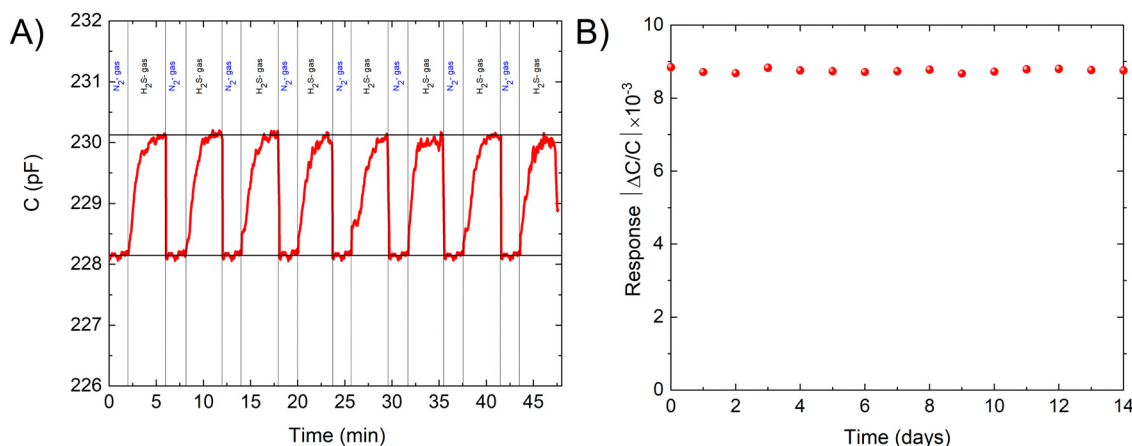 A)
C (pF)
232
231
230
229
228
227
226
N₂- gas
H₂S- gas
N₂- gas
H₂S- gas
N₂- gas
H₂S- gas
N₂- gas
H₂S- gas
N₂- gas
H₂S- gas
N₂- gas
H₂S- gas
N₂- gas
H₂S- gas
N₂- gas
H₂S- gas
0 5 10 15 20 25 30 35 40 45
Time (min)
B)
Response |ΔC/C| ×10⁻³
10
8
6
4
2
0
0 2 4 6 8 10 12 14
Time (days)